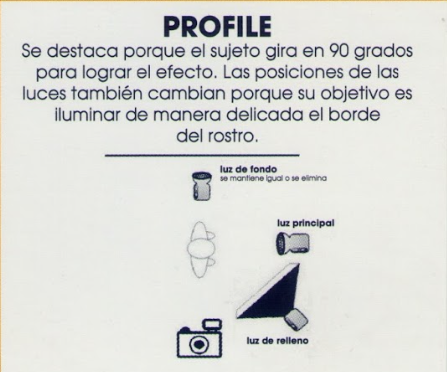 PROFILE
Se destaca porque el sujeto gira en 90 grados
para lograr el efecto. Las posiciones de las
luces también cambian porque su objetivo es
iluminar de manera delicada el borde
del rostro.
luz de fondo
se mantiene igual o se elimina
luz principal
luz de relleno